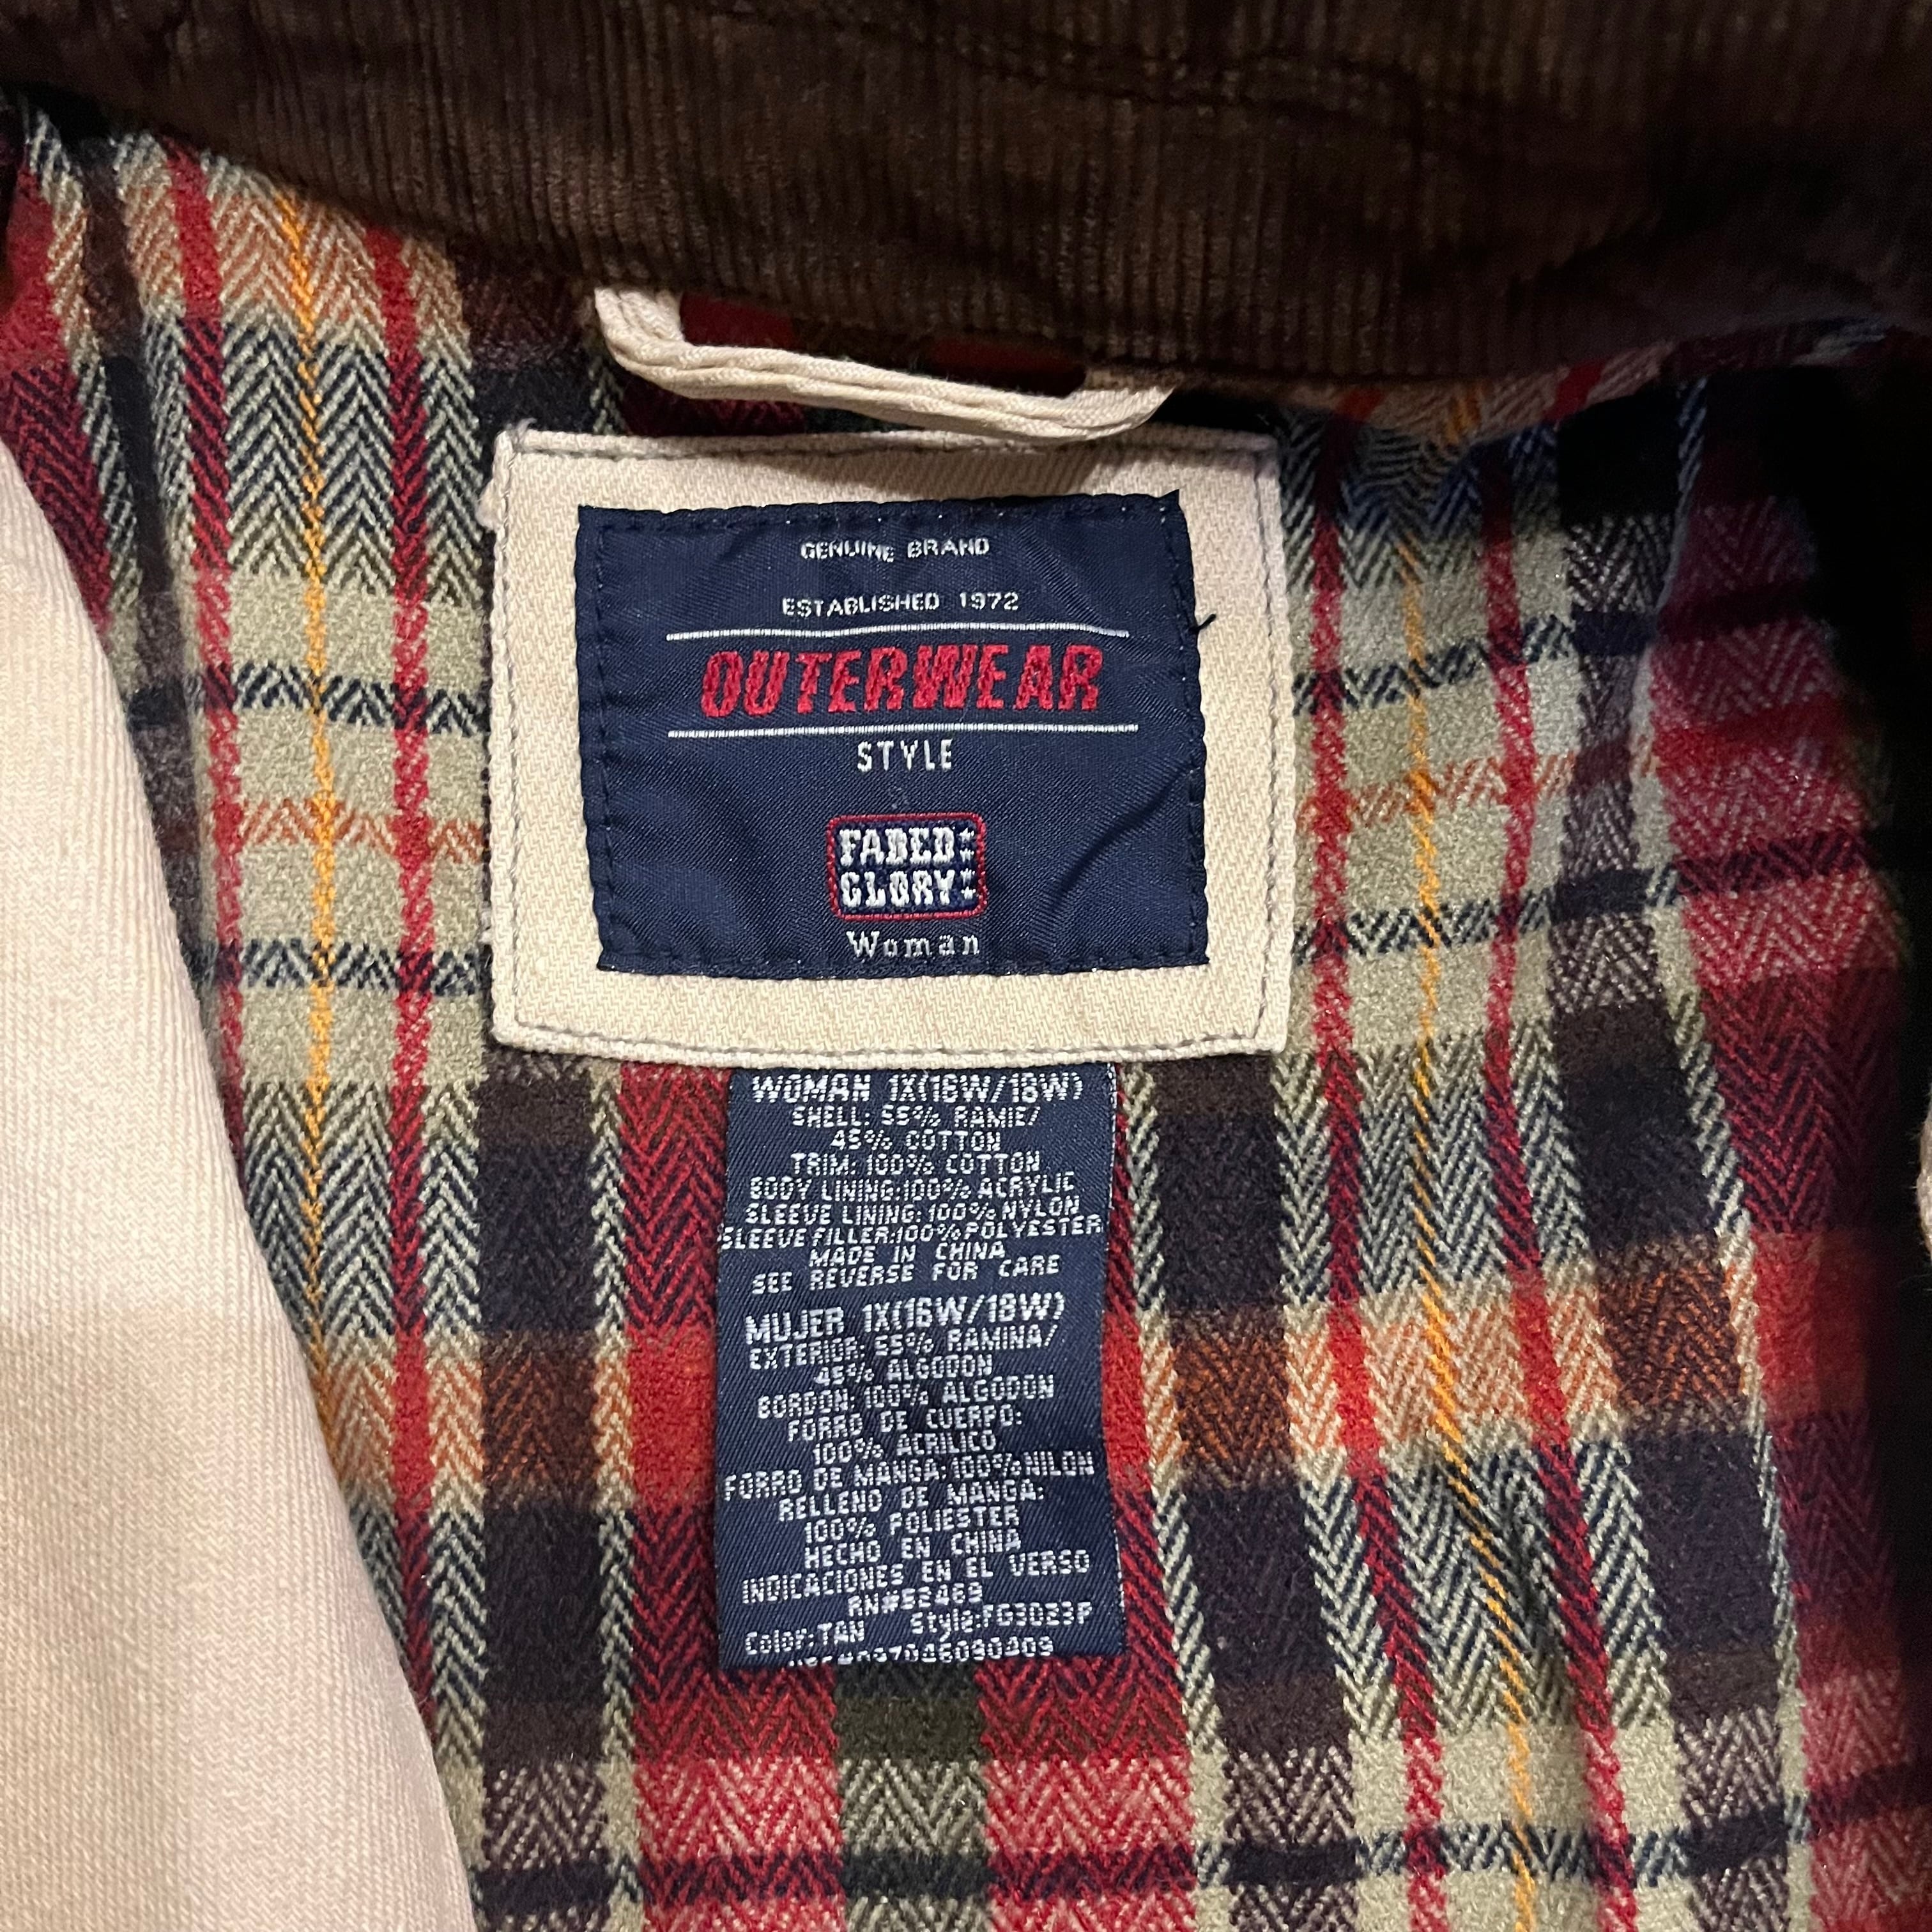 GENUINE BRAND
ESTABLISHED 1972
OUTERWEAR
STYLE
FADED
GLORY
Woman
WOMAN 1X(16W/18W)
SHELL: 55% RAMIE/
45% COTTON
TRIM: 100% COTTON
BODY LINING:100% ACRYLIC
SLEEVE LINING: 100% NYLON
SLEEVE FILLER:100% POLYESTER
MADE IN CHINA
SEE REVERSE FOR CARE
MUJER 1X(16W/18W)
EXTERIOR: 55% RAMINA/
45% ALGODON
BORDON: 100% ALGODON
FORRO DE CUERPO:
100% ACRILICO
FORRO DE MANGA:100% NILON
RELLENO DE MANGA:
100% POLIESTER
HECHO EN CHINA
INDICACIONES EN EL VERSO
RN#52469
Color: TAN Style:FG3023P